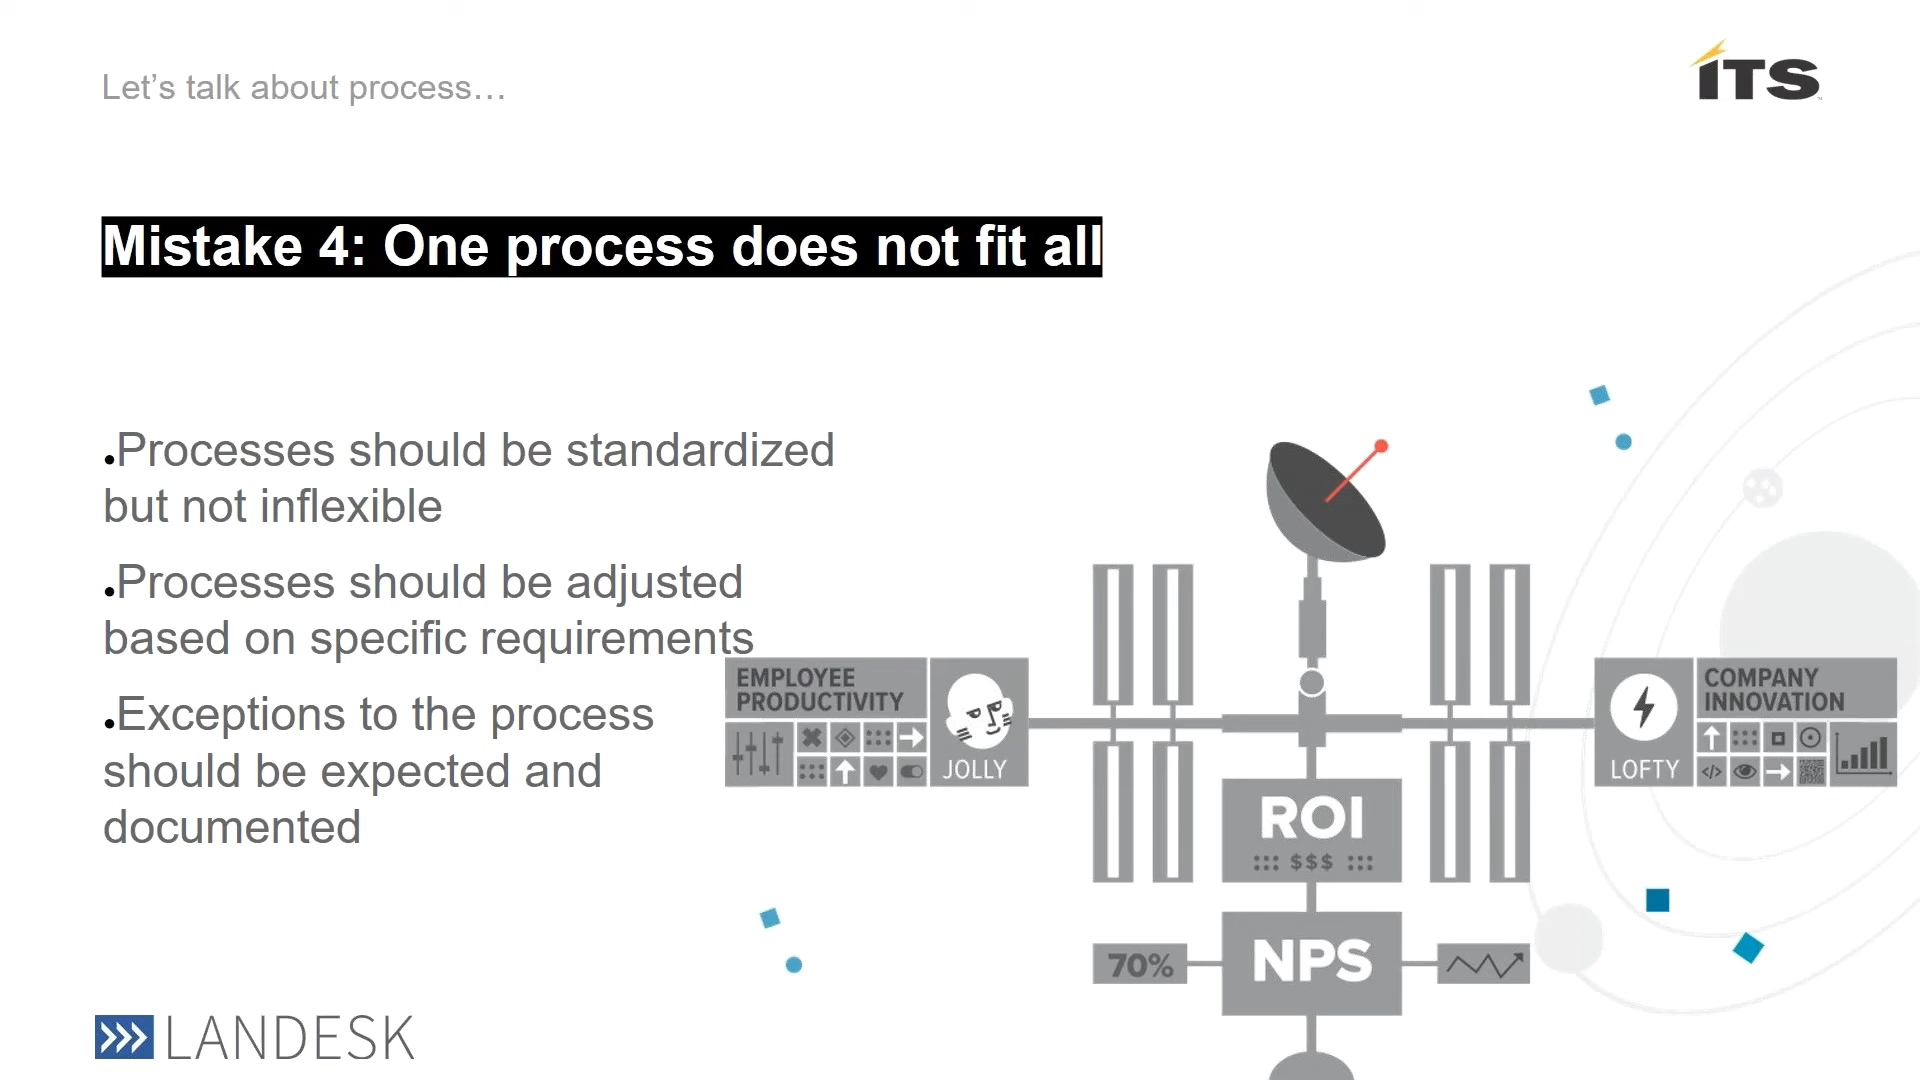 Let’s talk about process…
iTS
Mistake 4: One process does not fit all
•Processes should be standardized
but not inflexible
•Processes should be adjusted
based on specific requirements
•Exceptions to the process
should be expected and
documented
EMPLOYEE
PRODUCTIVITY
JOLLY
LOFTY
COMPANY
INNOVATION
</>
ROI
$$$
70%
NPS
LANDESK